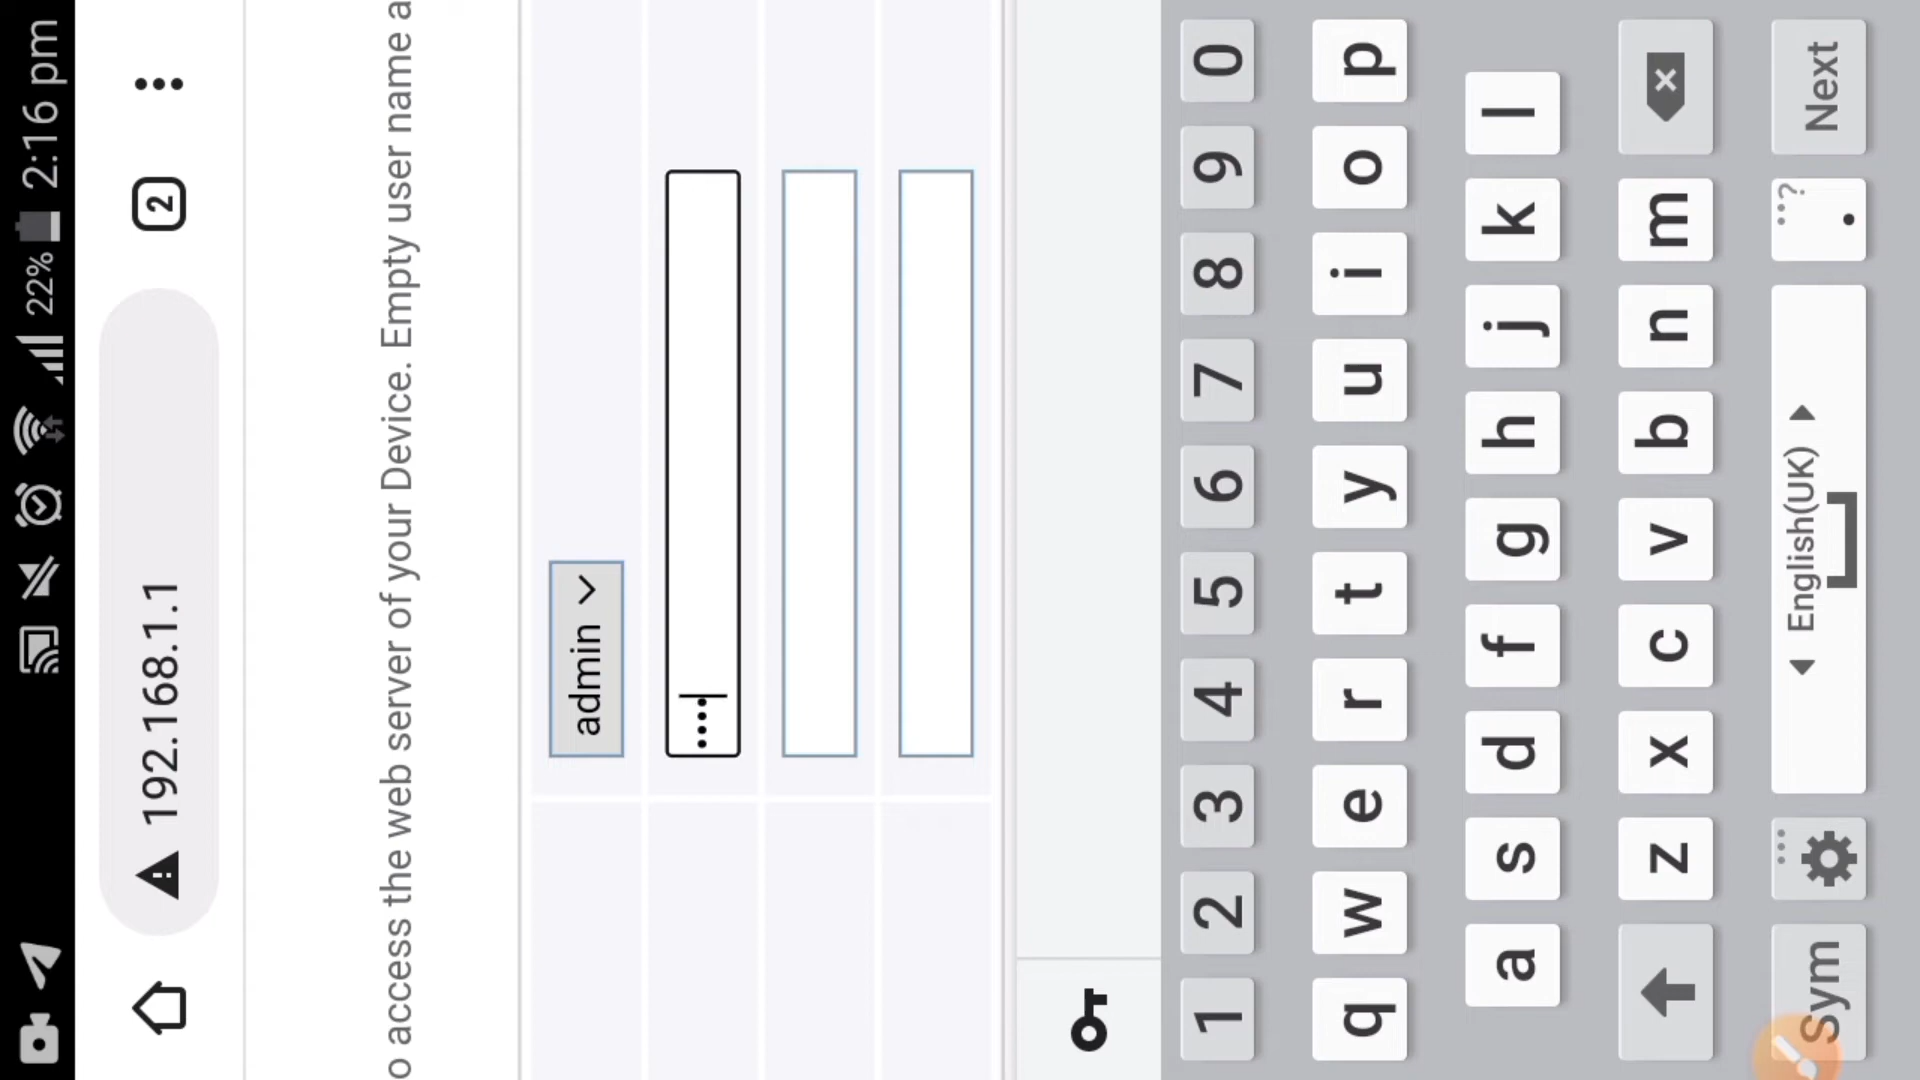 22% 2:16 pm
192.168.1.1
2
o access the web server of your Device. Empty user name a
admin
1 2 3 4 5 6 7 8 9 0
q w e r t y u i o p
a s d f g h j k l
z x c v b n m
Sym
English(UK)
...?
.
Next